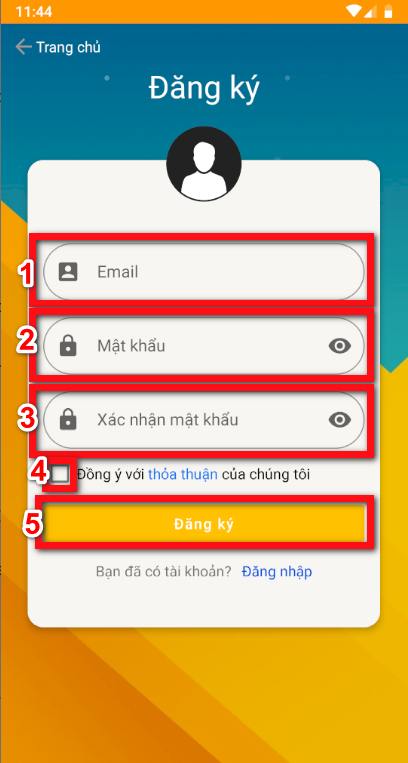 11:44
Trang chủ
Đăng ký
1 Email
2 Mật khẩu
3 Xác nhận mật khẩu
4 Đồng ý với thỏa thuận của chúng tôi
5 Đăng ký
Bạn đã có tài khoản? Đăng nhập